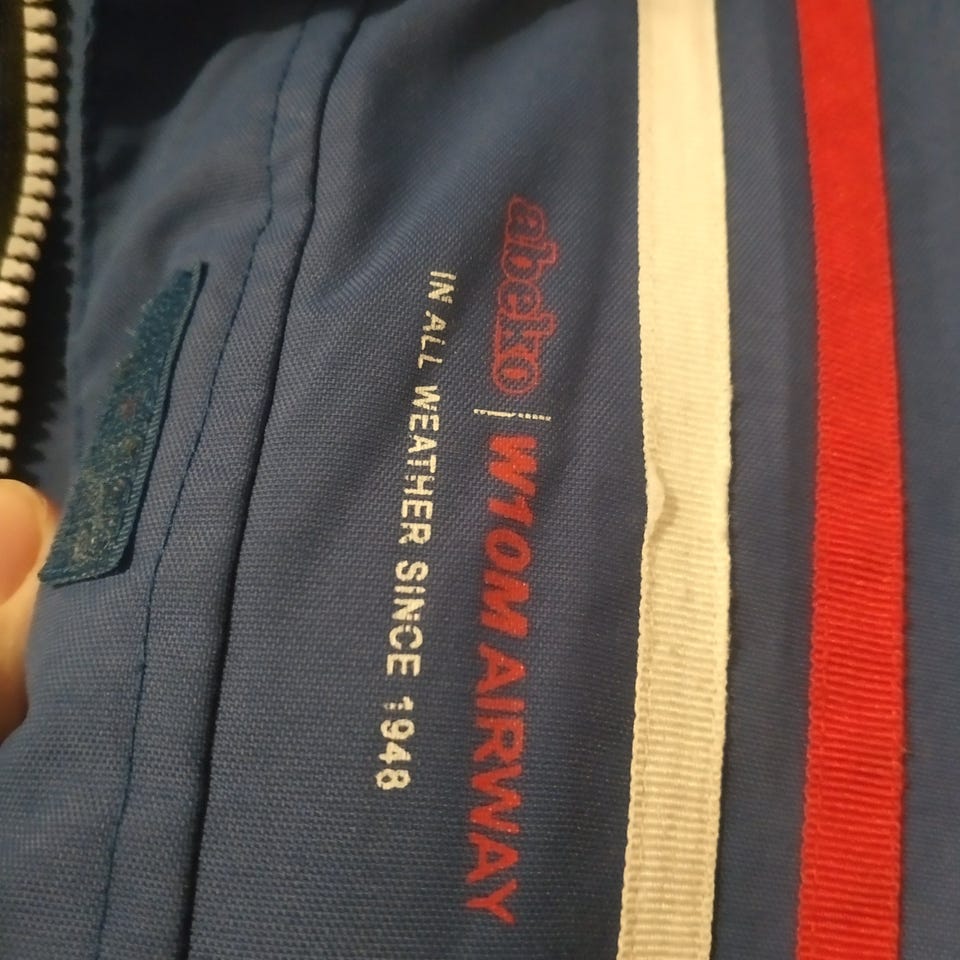 abeko | W10M AIRWAY
IN ALL WEATHER SINCE 1948